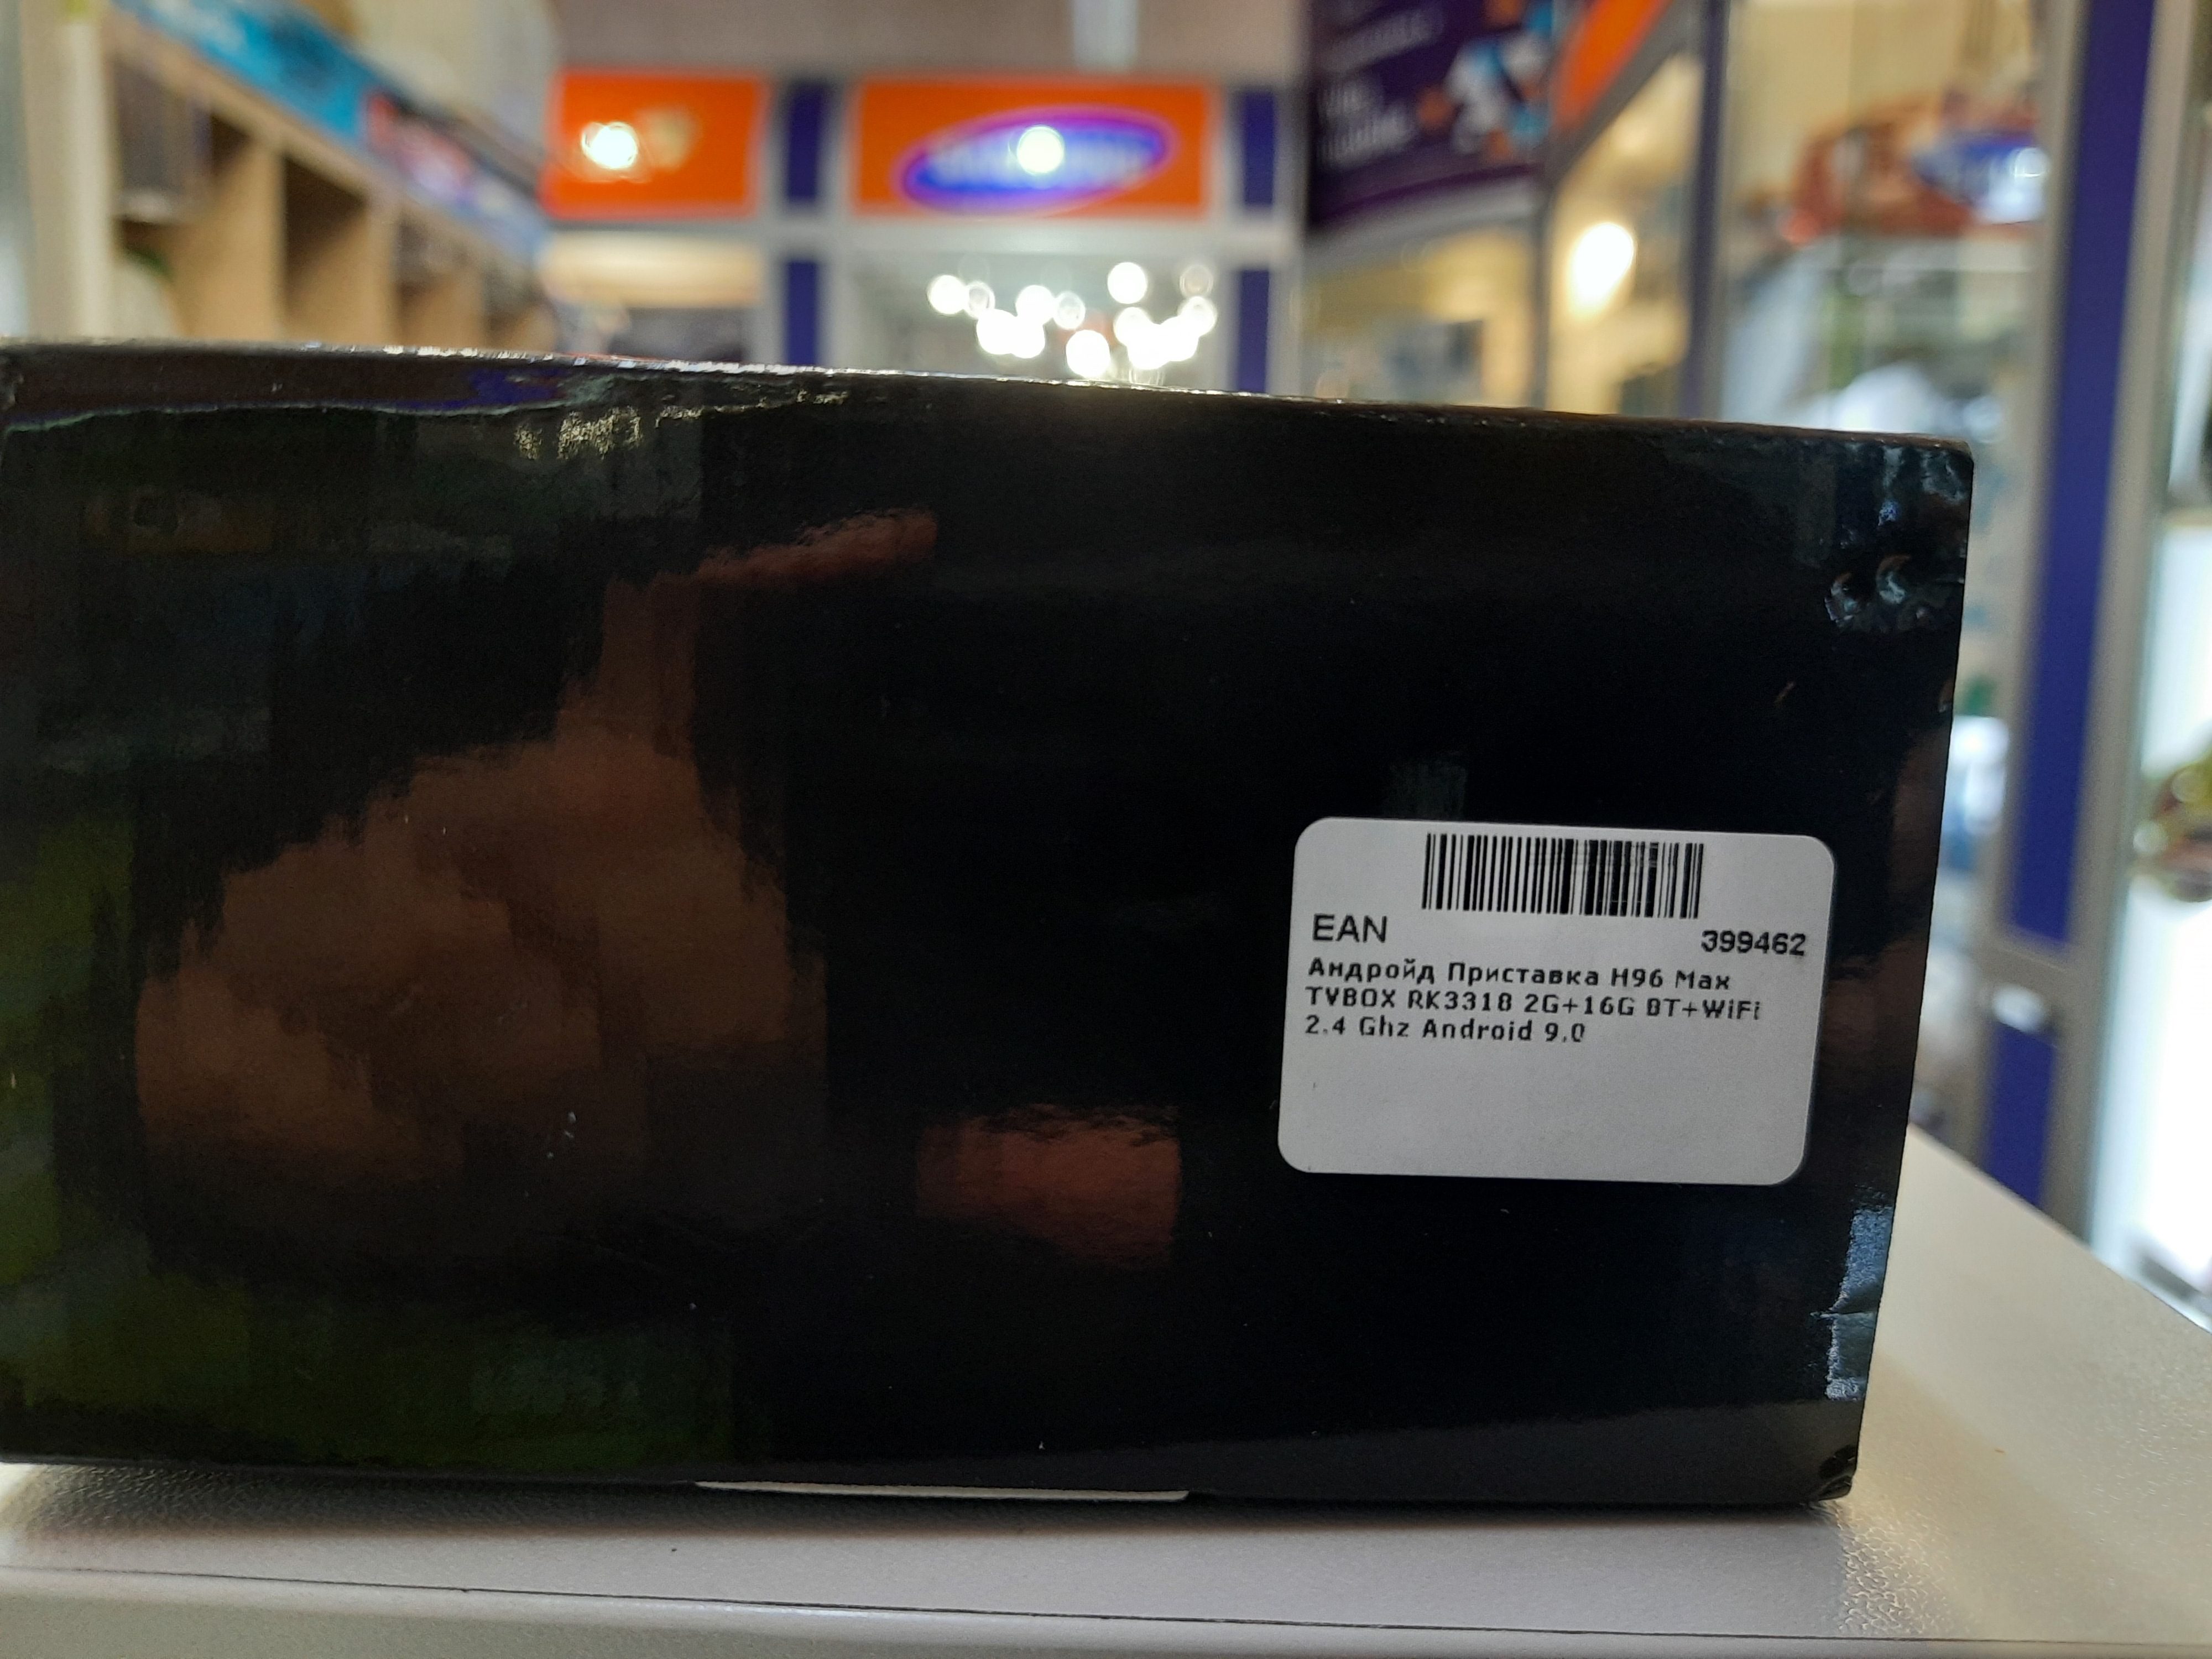 EAN
399462
Андройд Приставка H96 Max
TVBOX RK3318 2G+16G BT+WiFi
2.4 Ghz Android 9.0